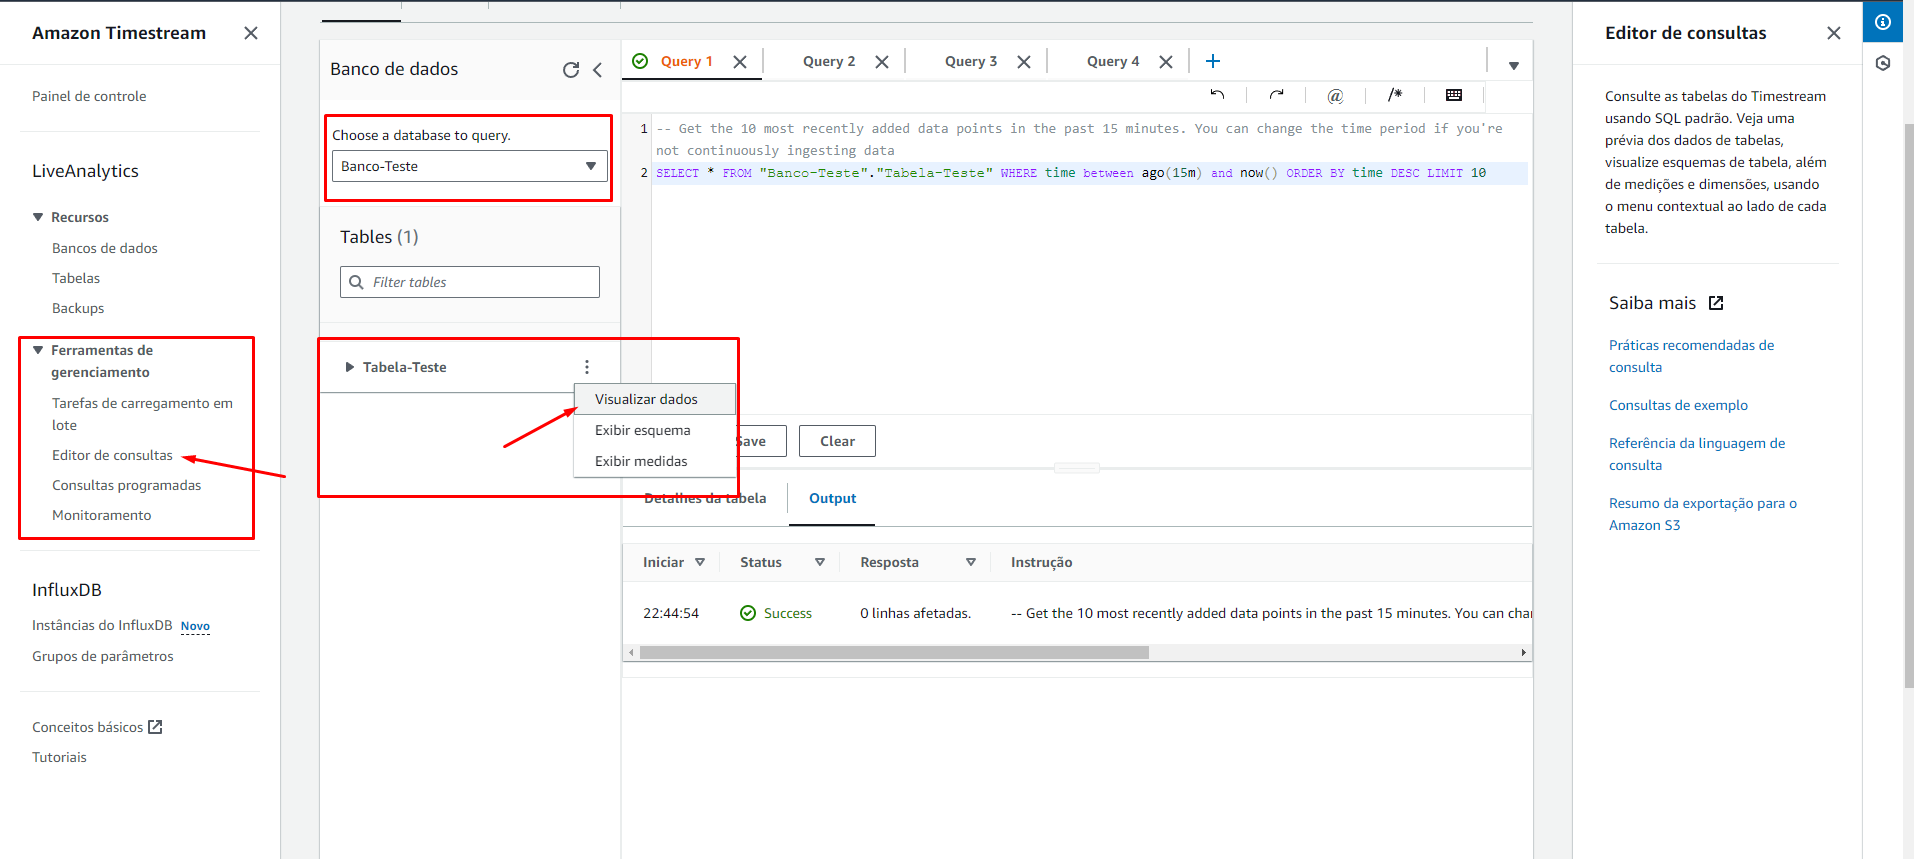 Amazon Timestream
Painel de controle
LiveAnalytics
Recursos
Bancos de dados
Tabelas
Backups
Ferramentas de
gerenciamento
Tarefas de carregamento em
lote
Editor de consultas
Consultas programadas
Monitoramento
InfluxDB
Instâncias do InfluxDB Novo
Grupos de parâmetros
Conceitos básicos
Tutoriais
Banco de dados
Choose a database to query.
Banco-Teste
Tables (1)
Filter tables
Tabela-Teste
Visualizar dados
Exibir esquema
Exibir medidas
Query 1
Query 2
Query 3
Query 4
@ /*
1 -- Get the 10 most recently added data points in the past 15 minutes. You can change the time period if you're
not continuously ingesting data
2 SELECT * FROM "Banco-Teste"."Tabela-Teste" WHERE time between ago(15m) and now() ORDER BY time DESC LIMIT 10
Save Clear
Detalhes da tabela Output
Iniciar Status Resposta Instrução
22:44:54 Success 0 linhas afetadas. -- Get the 10 most recently added data points in the past 15 minutes. You can
Editor de consultas
Consulte as tabelas do Timestream
usando SQL padrão. Veja uma
prévia dos dados de tabelas,
visualize esquemas de tabela, além
de medições e dimensões, usando
o menu contextual ao lado de cada
tabela.
Saiba mais
Práticas recomendadas de
consulta
Consultas de exemplo
Referência da linguagem de
consulta
Resumo da exportação para o
Amazon S3